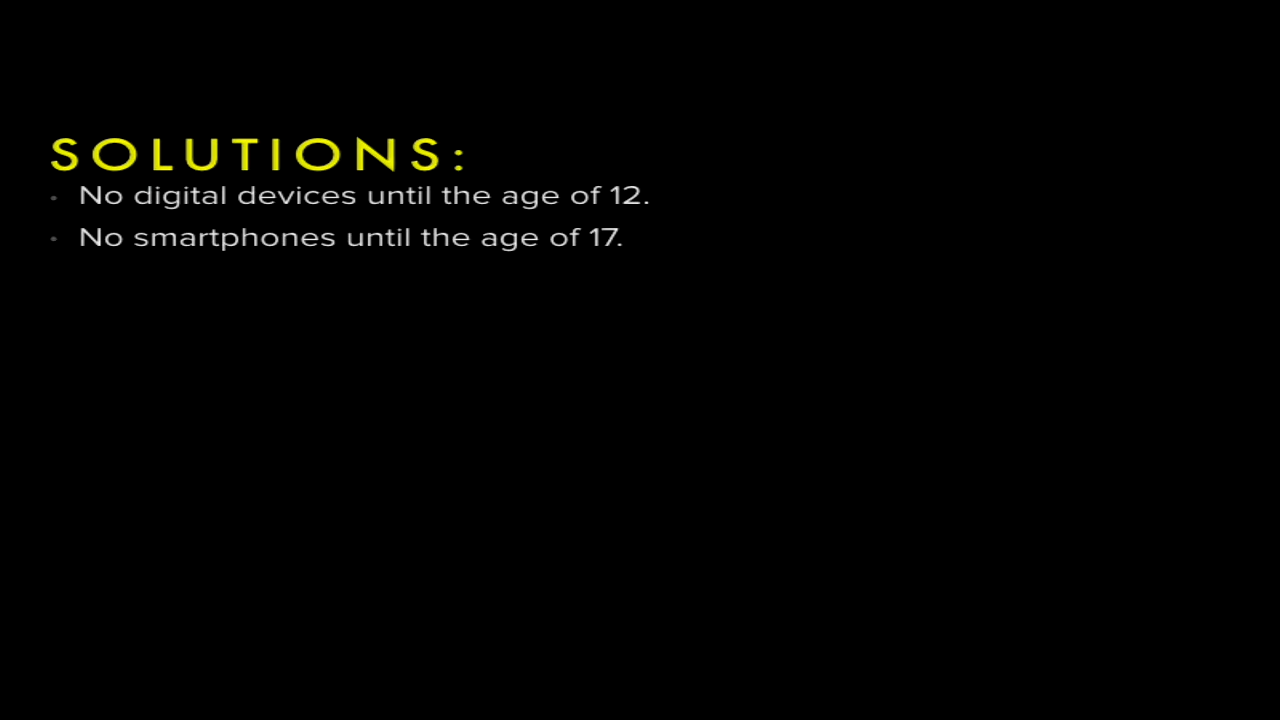 SOLUTIONS:
• No digital devices until the age of 12.
• No smartphones until the age of 17.